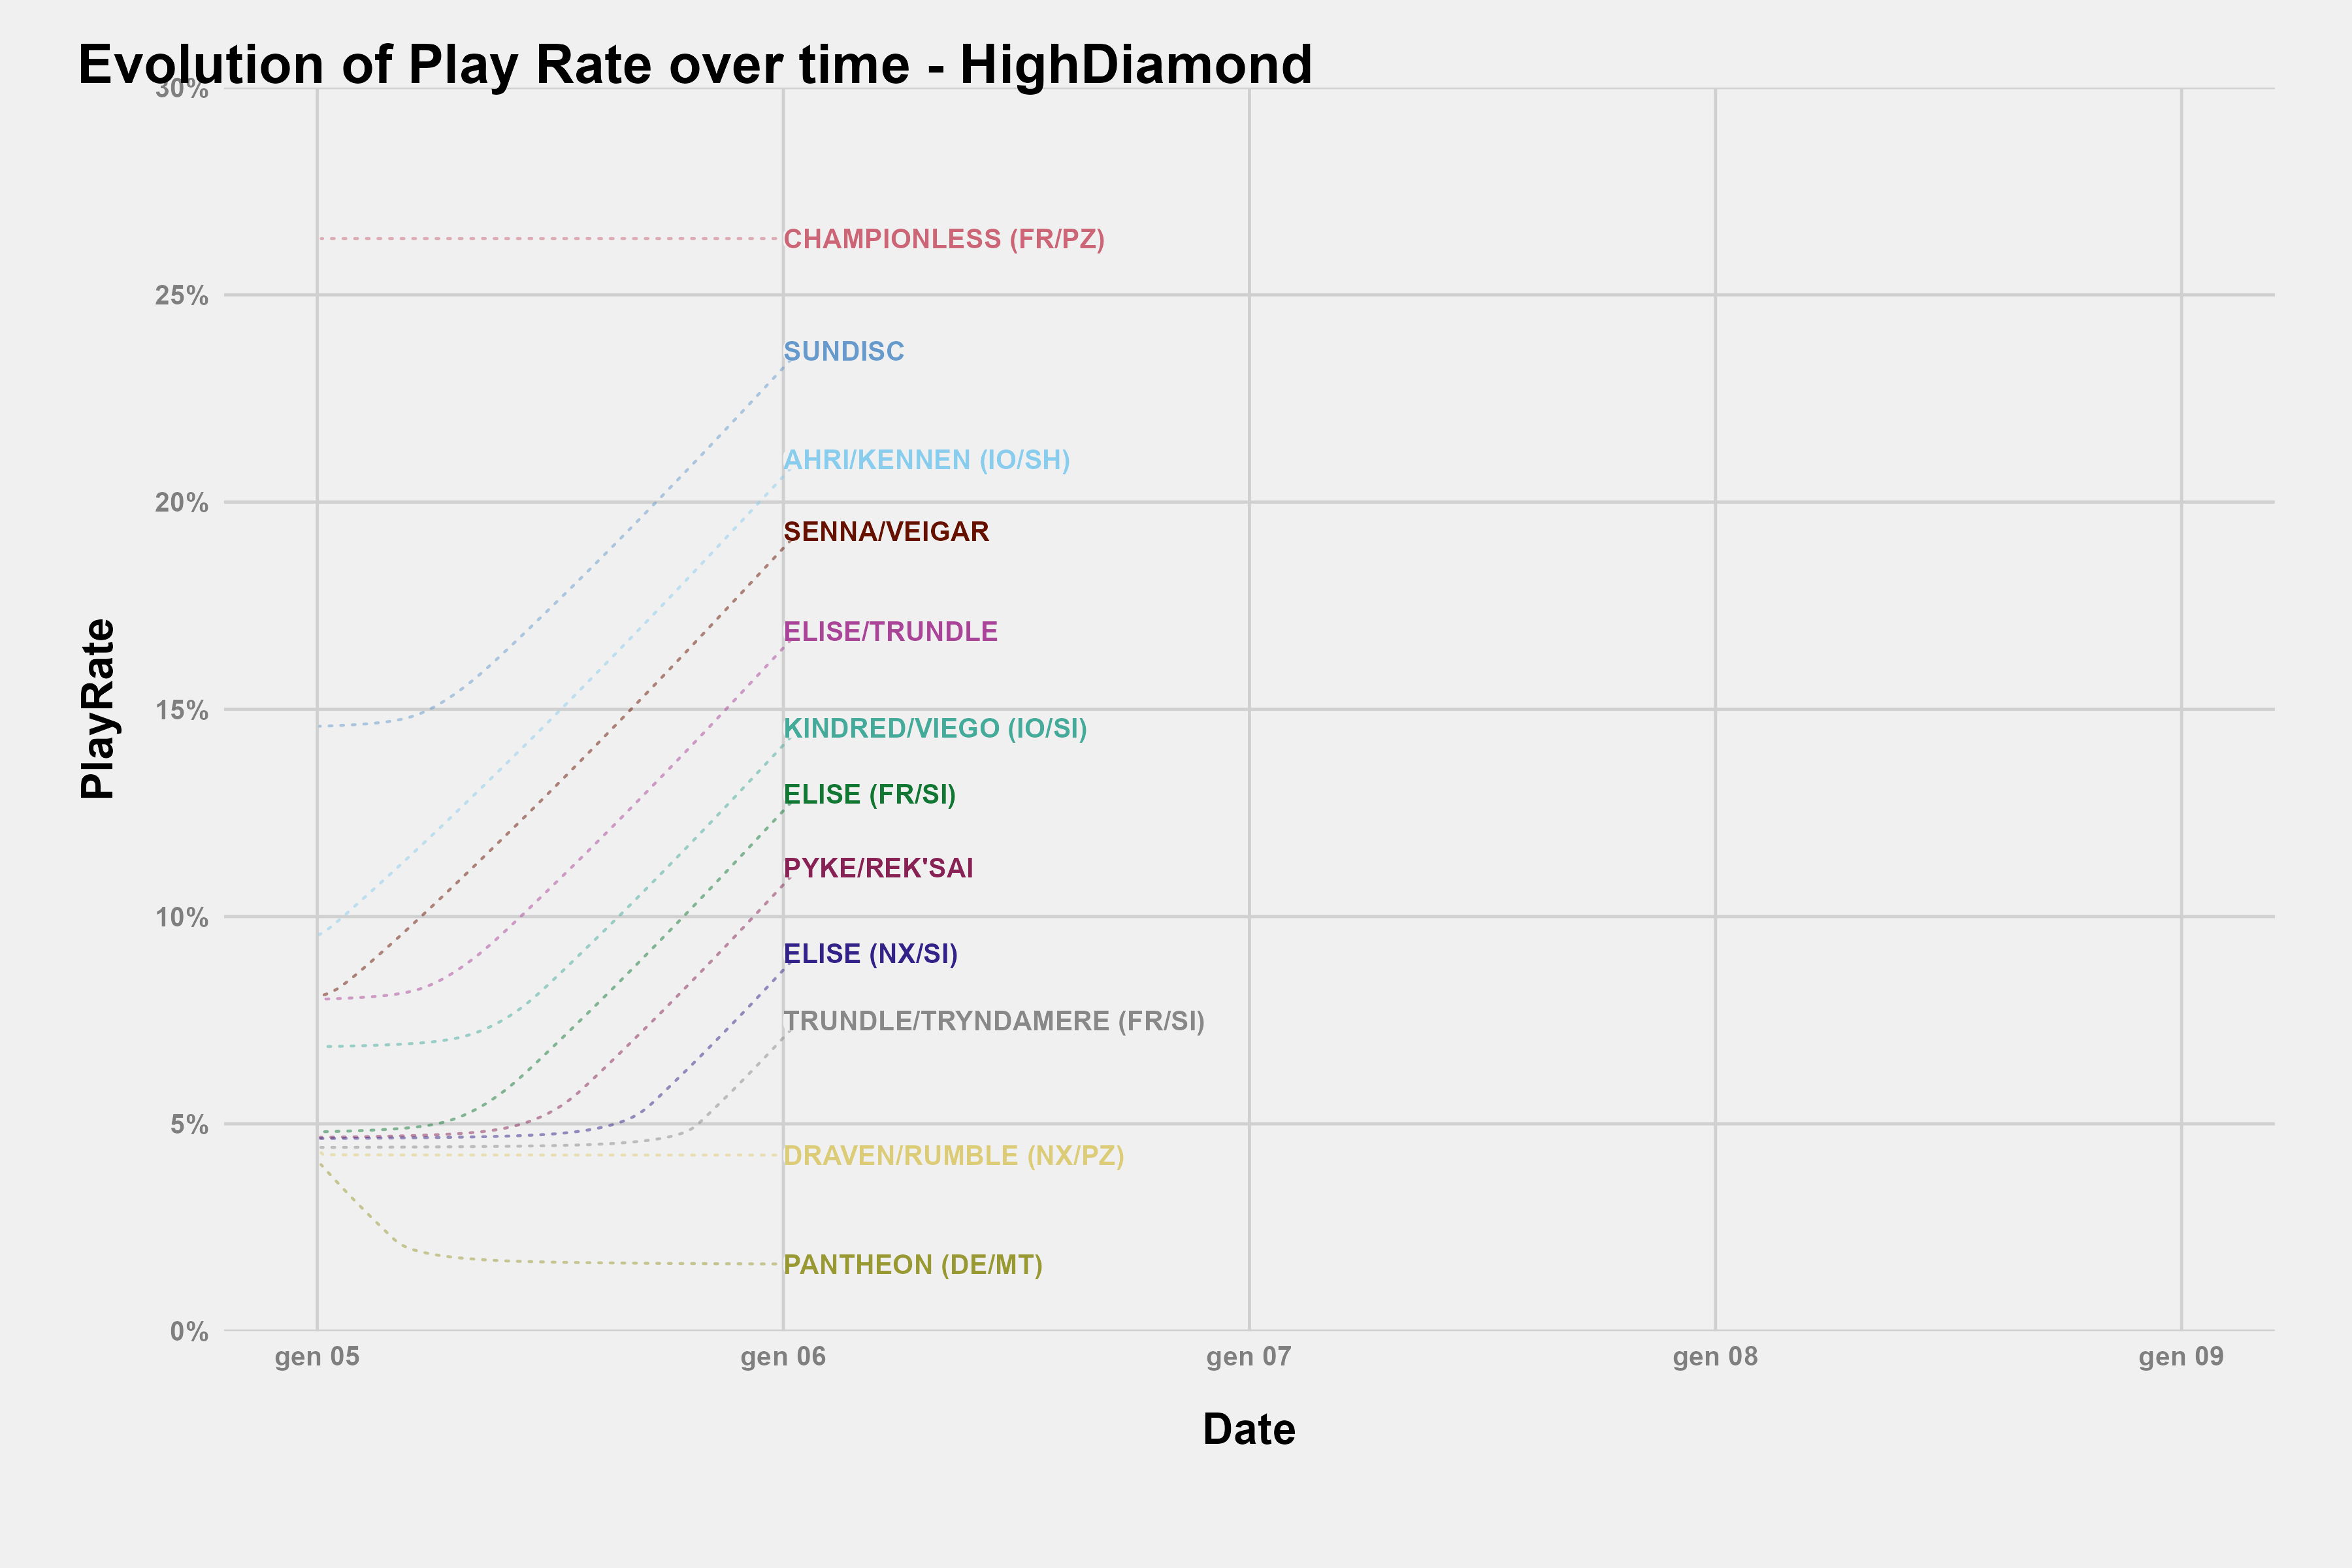 Evolution of Play Rate over time - HighDiamond
30%
25%
20%
15%
10%
5%
0%
PlayRate
CHAMPIONLESS (FR/PZ)
SUNDISC
AHRI/KENNEN (IO/SH)
SENNA/VEIGAR
ELISE/TRUNDLE
KINDRED/VIEGO (IO/SI)
ELISE (FR/SI)
PYKE/REK'SAI
ELISE (NX/SI)
TRUNDLE/TRYNDAMERE (FR/SI)
DRAVEN/RUMBLE (NX/PZ)
PANTHEON (DE/MT)
gen 05 gen 06 gen 07 gen 08 gen 09
Date